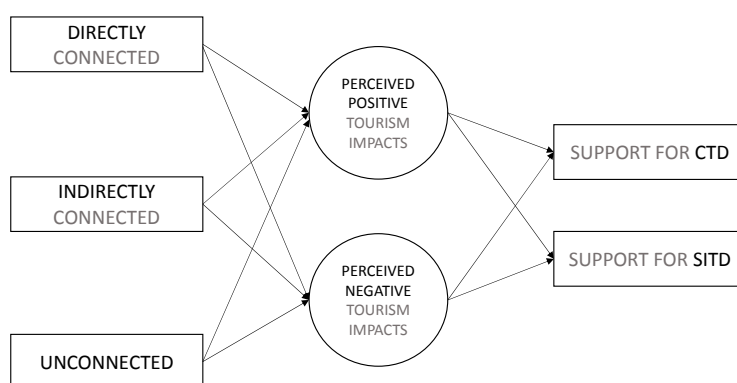 DIRECTLY
CONNECTED
INDIRECTLY
CONNECTED
UNCONNECTED
PERCEIVED
POSITIVE
TOURISM
IMPACTS
PERCEIVED
NEGATIVE
TOURISM
IMPACTS
SUPPORT FOR CTD
SUPPORT FOR SITD